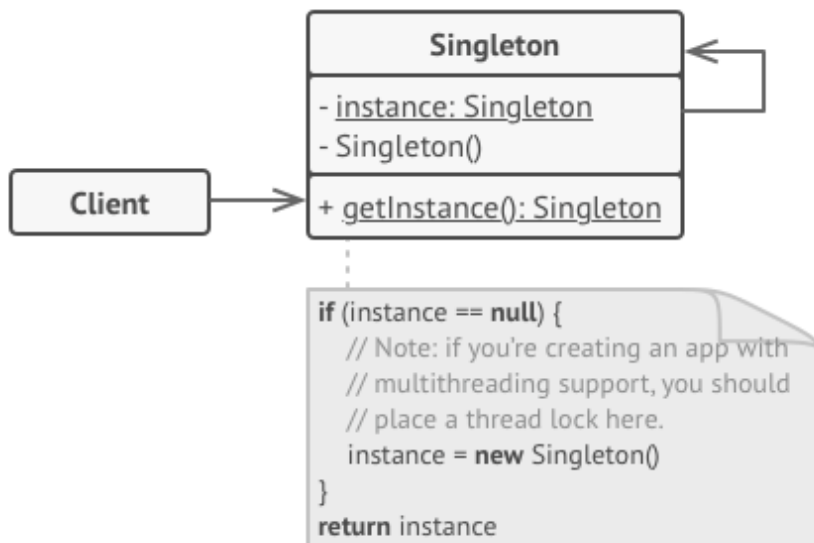 Singleton
- instance: Singleton
- Singleton()
Client
+ getInstance(): Singleton
if (instance == null) {
// Note: if you’re creating an app with
// multithreading support, you should
// place a thread lock here.
instance = new Singleton()
}
return instance